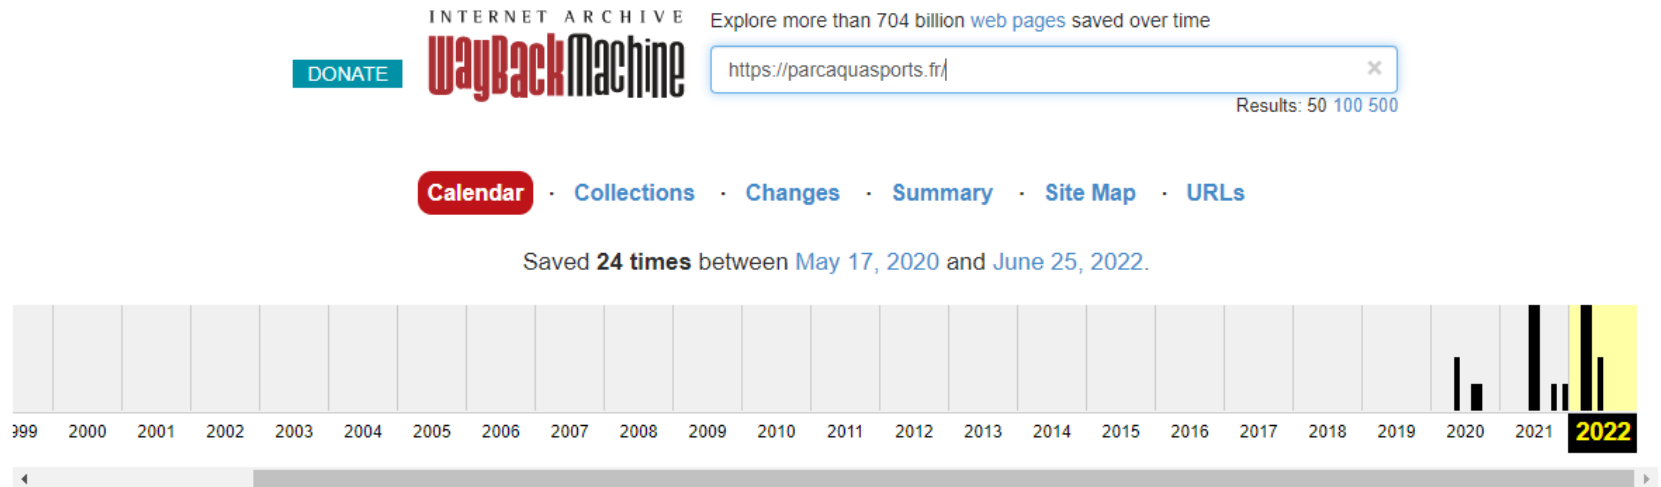 INTERNET ARCHIVE
WayBackMachine
DONATE
Explore more than 704 billion web pages saved over time
https://parcaquasports.fr/
×
Results: 50 100 500
Calendar · Collections · Changes · Summary · Site Map · URLs
Saved 24 times between May 17, 2020 and June 25, 2022.
999 2000 2001 2002 2003 2004 2005 2006 2007 2008 2009 2010 2011 2012 2013 2014 2015 2016 2017 2018 2019 2020 2021 2022